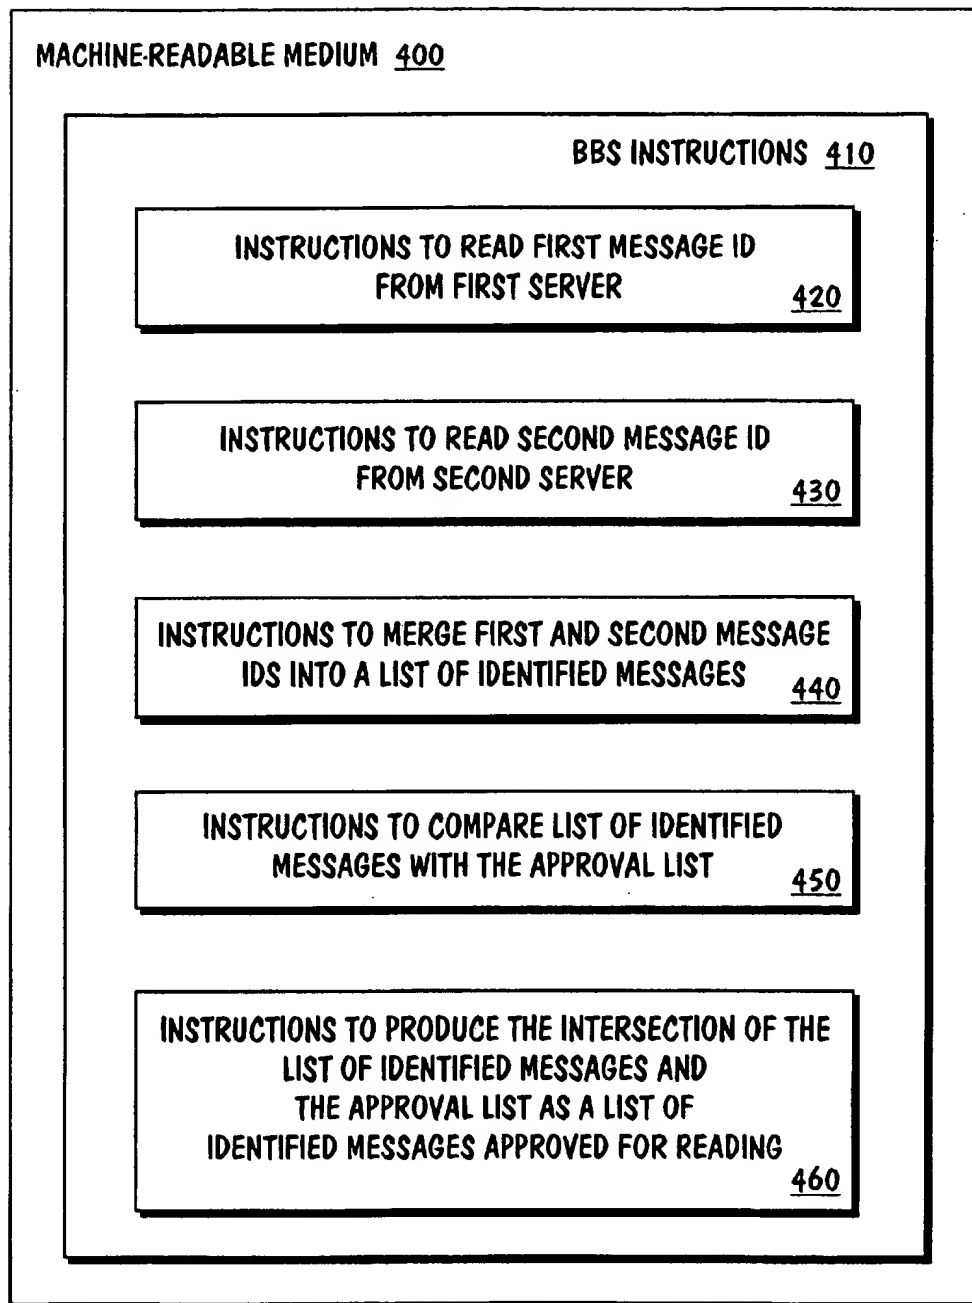 MACHINE-READABLE MEDIUM 400
BBS INSTRUCTIONS 410
INSTRUCTIONS TO READ FIRST MESSAGE ID
FROM FIRST SERVER
420
INSTRUCTIONS TO READ SECOND MESSAGE ID
FROM SECOND SERVER
430
INSTRUCTIONS TO MERGE FIRST AND SECOND MESSAGE
IDS INTO A LIST OF IDENTIFIED MESSAGES
440
INSTRUCTIONS TO COMPARE LIST OF IDENTIFIED
MESSAGES WITH THE APPROVAL LIST
450
INSTRUCTIONS TO PRODUCE THE INTERSECTION OF THE
LIST OF IDENTIFIED MESSAGES AND
THE APPROVAL LIST AS A LIST OF
IDENTIFIED MESSAGES APPROVED FOR READING
460